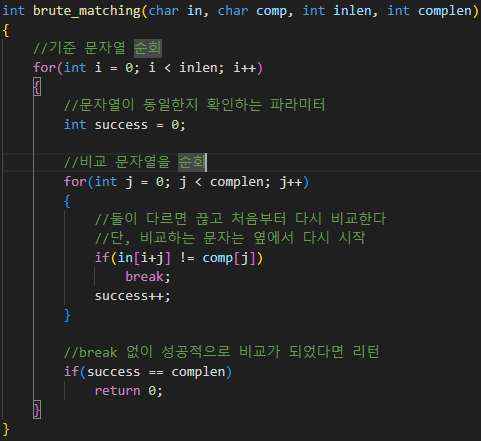 int brute_matching(char in, char comp, int inlen, int complen)
{
    //기준 문자열 순회
    for(int i = 0; i < inlen; i++)
    {
        //문자열이 동일한지 확인하는 파라미터
        int success = 0;

        //비교 문자열을 순회
        for(int j = 0; j < complen; j++)
        {
            //둘이 다르면 끊고 처음부터 다시 비교한다
            //단, 비교하는 문자는 옆에서 다시 시작
            if(in[i+j] != comp[j])
                break;
            success++;
        }

        //break 없이 성공적으로 비교가 되었다면 리턴
        if(success == complen)
            return 0;
    }
}